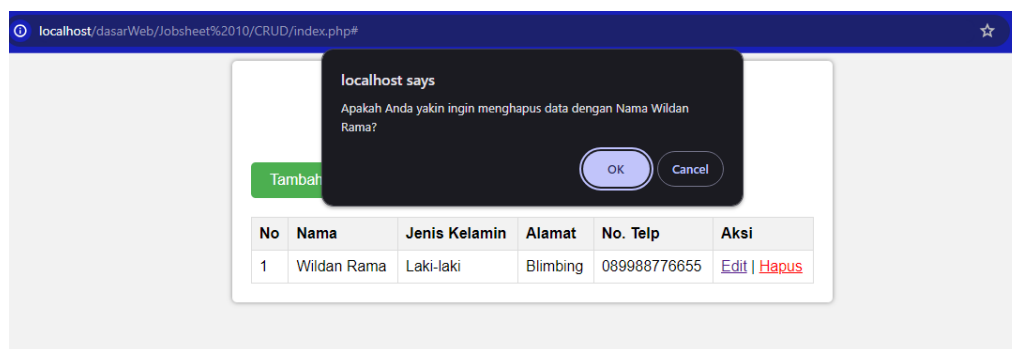 localhost/dasarWeb/Jobsheet%2010/CRUD/index.php#
localhost says
Apakah Anda yakin ingin menghapus data dengan Nama Wildan
Rama?
OK Cancel
Tambah
No Nama Jenis Kelamin Alamat No. Telp Aksi
1 Wildan Rama Laki-laki Blimbing 089988776655 Edit | Hapus